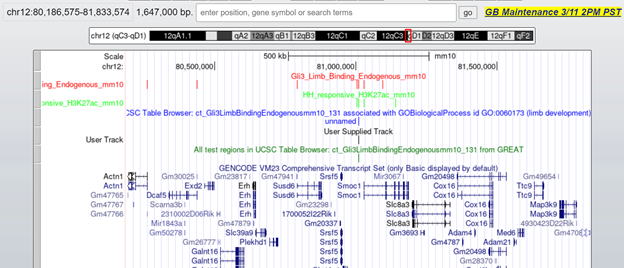 chr12:80,186,575-81,833,574 1,647,000 bp. enter position, gene symbol or search terms go GB Maintenance 3/11 2PM PST
chr12 (qC3-qD1) 12qA1.1 qA2 12qA3 qB1 12qB3 12qC1 qC2 12qC3 qD1 D2 12qD3 12qE 12qF1 qF2
Scale 500 kb mm10
chr12: 80,500,000 81,000,000 81,500,000
Gli3_Limb_Binding_Endogenous_mm10
ing_Endogenous_mm10
HH_responsive_H3K27ac_mm10
onsive_H3K27ac_mm10
CSC Table Browser: ct_Gli3LimbBindingEndogenousmm10_131 associated with GOBiologicalProcess id GO:0060173 (limb development)
unnamed
User Supplied Track
User Track
All test regions in UCSC Table Browser: ct_Gli3LimbBindingEndogenousmm10_131 from GREAT
GENCODE VM23 Comprehensive Transcript Set (only Basic displayed by default)
Actn1 Gm30025 Gm23817 Gm47941 Srsf5 Mir3067 Gm20498 Gm49654
Actn1 Exd2 Erh Susd6 Smoc1 Cox16 Ttc9
Gm47765 Dcaf5 Erh Susd6 Smoc1 Cox16 Ttc9
Gm47767 Scarna3b Erh Gm23298 Slc8a3 Cox16 Map3k9
Gm47766 2310002D06Rik 1700052I22Rik Slc8a3 Cox16 Map3k9
Mir1843a Gm47879 Gm20337 Slc8a3 Cox16 4930423D22Rik
Gm50278 Slc39a9 Srsf5 Gm3693 Adam4 Med6 Gm4708
Gm26777 Plekhd1 Srsf5 Gm4787 Adam21
Galnt16 Srsf5 Gm20498
Galnt16 Srsf5 Gm28370